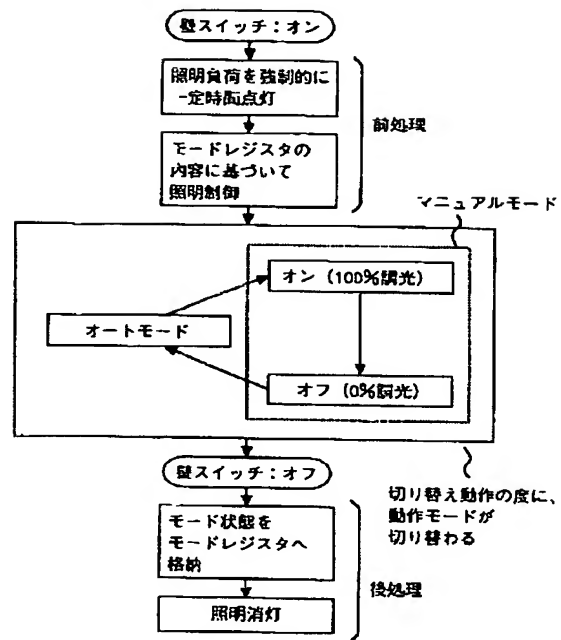 壁スイッチ：オン
照明負荷を強制的に
一定時間点灯
前処理
モードレジスタの
内容に基づいて
照明制御
マニュアルモード
オン（100％調光）
オートモード
オフ（0％調光）
壁スイッチ：オフ
切り替え動作の度に、
動作モードが
切り替わる
モード状態を
モードレジスタへ
格納
後処理
照明消灯